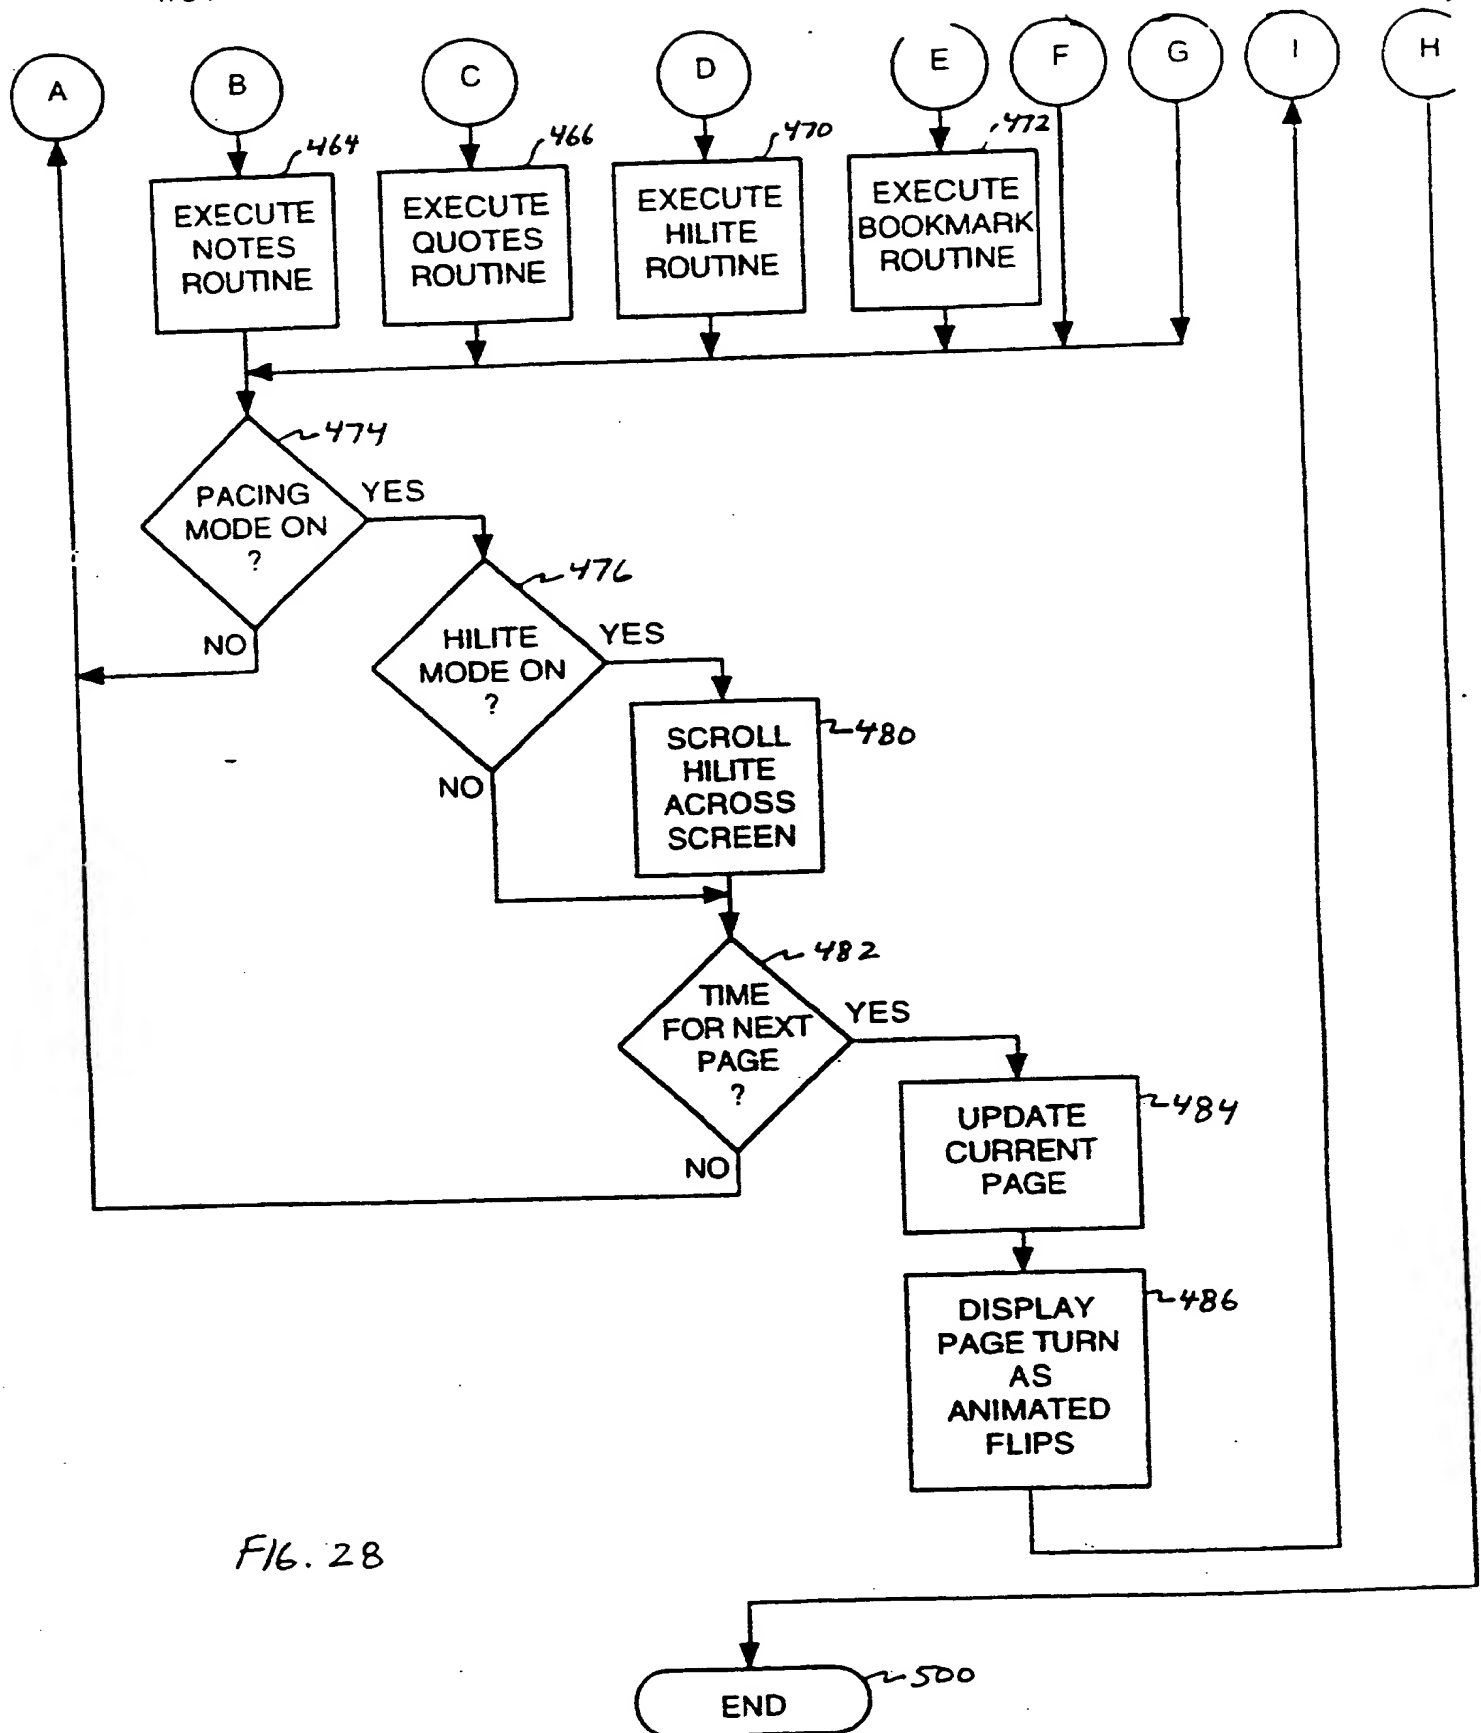 A
B
C
D
E
F
G
I
H
464
466
470
472
EXECUTE
NOTES
ROUTINE
EXECUTE
QUOTES
ROUTINE
EXECUTE
HILITE
ROUTINE
EXECUTE
BOOKMARK
ROUTINE
474
PACING
MODE ON
?
YES
NO
476
HILITE
MODE ON
?
YES
NO
480
SCROLL
HILITE
ACROSS
SCREEN
482
TIME
FOR NEXT
PAGE
?
YES
NO
484
UPDATE
CURRENT
PAGE
486
DISPLAY
PAGE TURN
AS
ANIMATED
FLIPS
FIG. 28
500
END